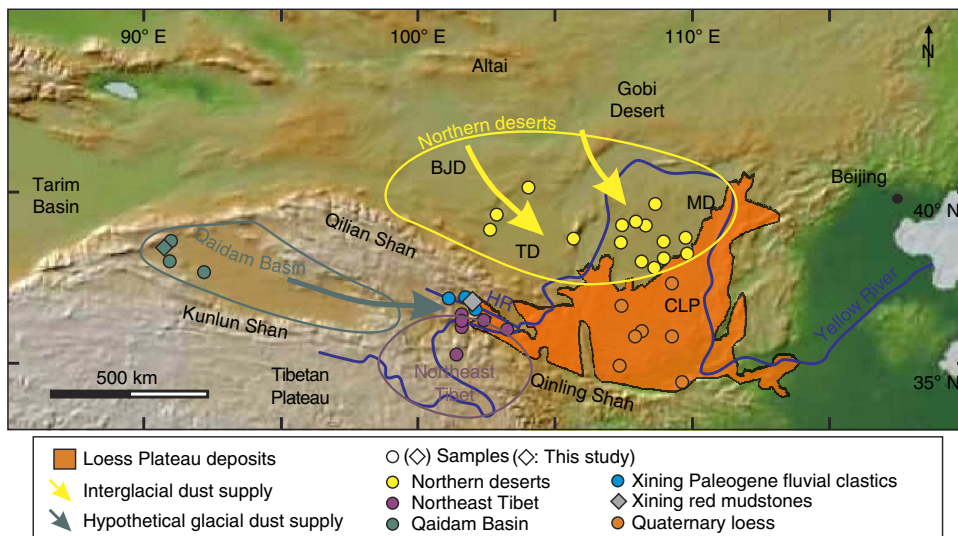 90° E
100° E
110° E
N
Altai
Gobi
Desert
Northern deserts
BJD
MD
Beijing
Tarim
Basin
40° N
Qilian Shan
TD
Qaidam Basin
HR
CLP
Yellow River
Kunlun Shan
500 km
Tibetan
Plateau
Northeast
Tibet
Qinling Shan
35° N
Loess Plateau deposits
Interglacial dust supply
Hypothetical glacial dust supply
(◇) Samples (◇: This study)
Northern deserts
Northeast Tibet
Qaidam Basin
Xining Paleogene fluvial clastics
Xining red mudstones
Quaternary loess